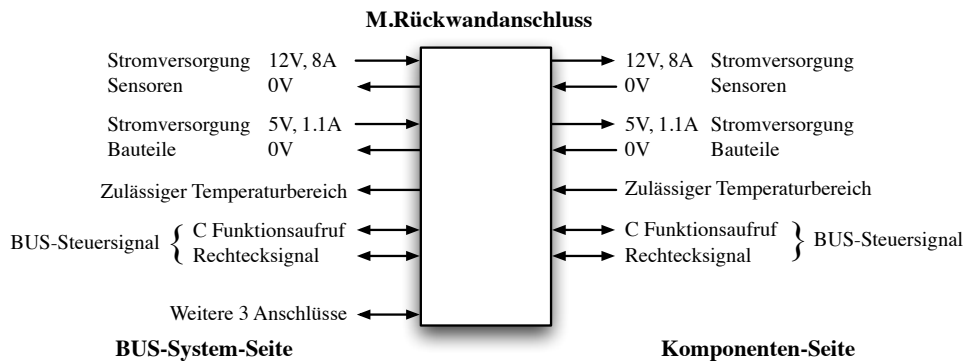 M.Rückwandanschluss
Stromversorgung 12V, 8A
Sensoren 0V
Stromversorgung 5V, 1.1A
Bauteile 0V
Zulässiger Temperaturbereich
BUS-Steuersignal { C Funktionsaufruf
Rechtecksignal
Weitere 3 Anschlüsse
BUS-System-Seite
12V, 8A Stromversorgung
0V Sensoren
5V, 1.1A Stromversorgung
0V Bauteile
Zulässiger Temperaturbereich
C Funktionsaufruf } BUS-Steuersignal
Rechtecksignal
Komponenten-Seite